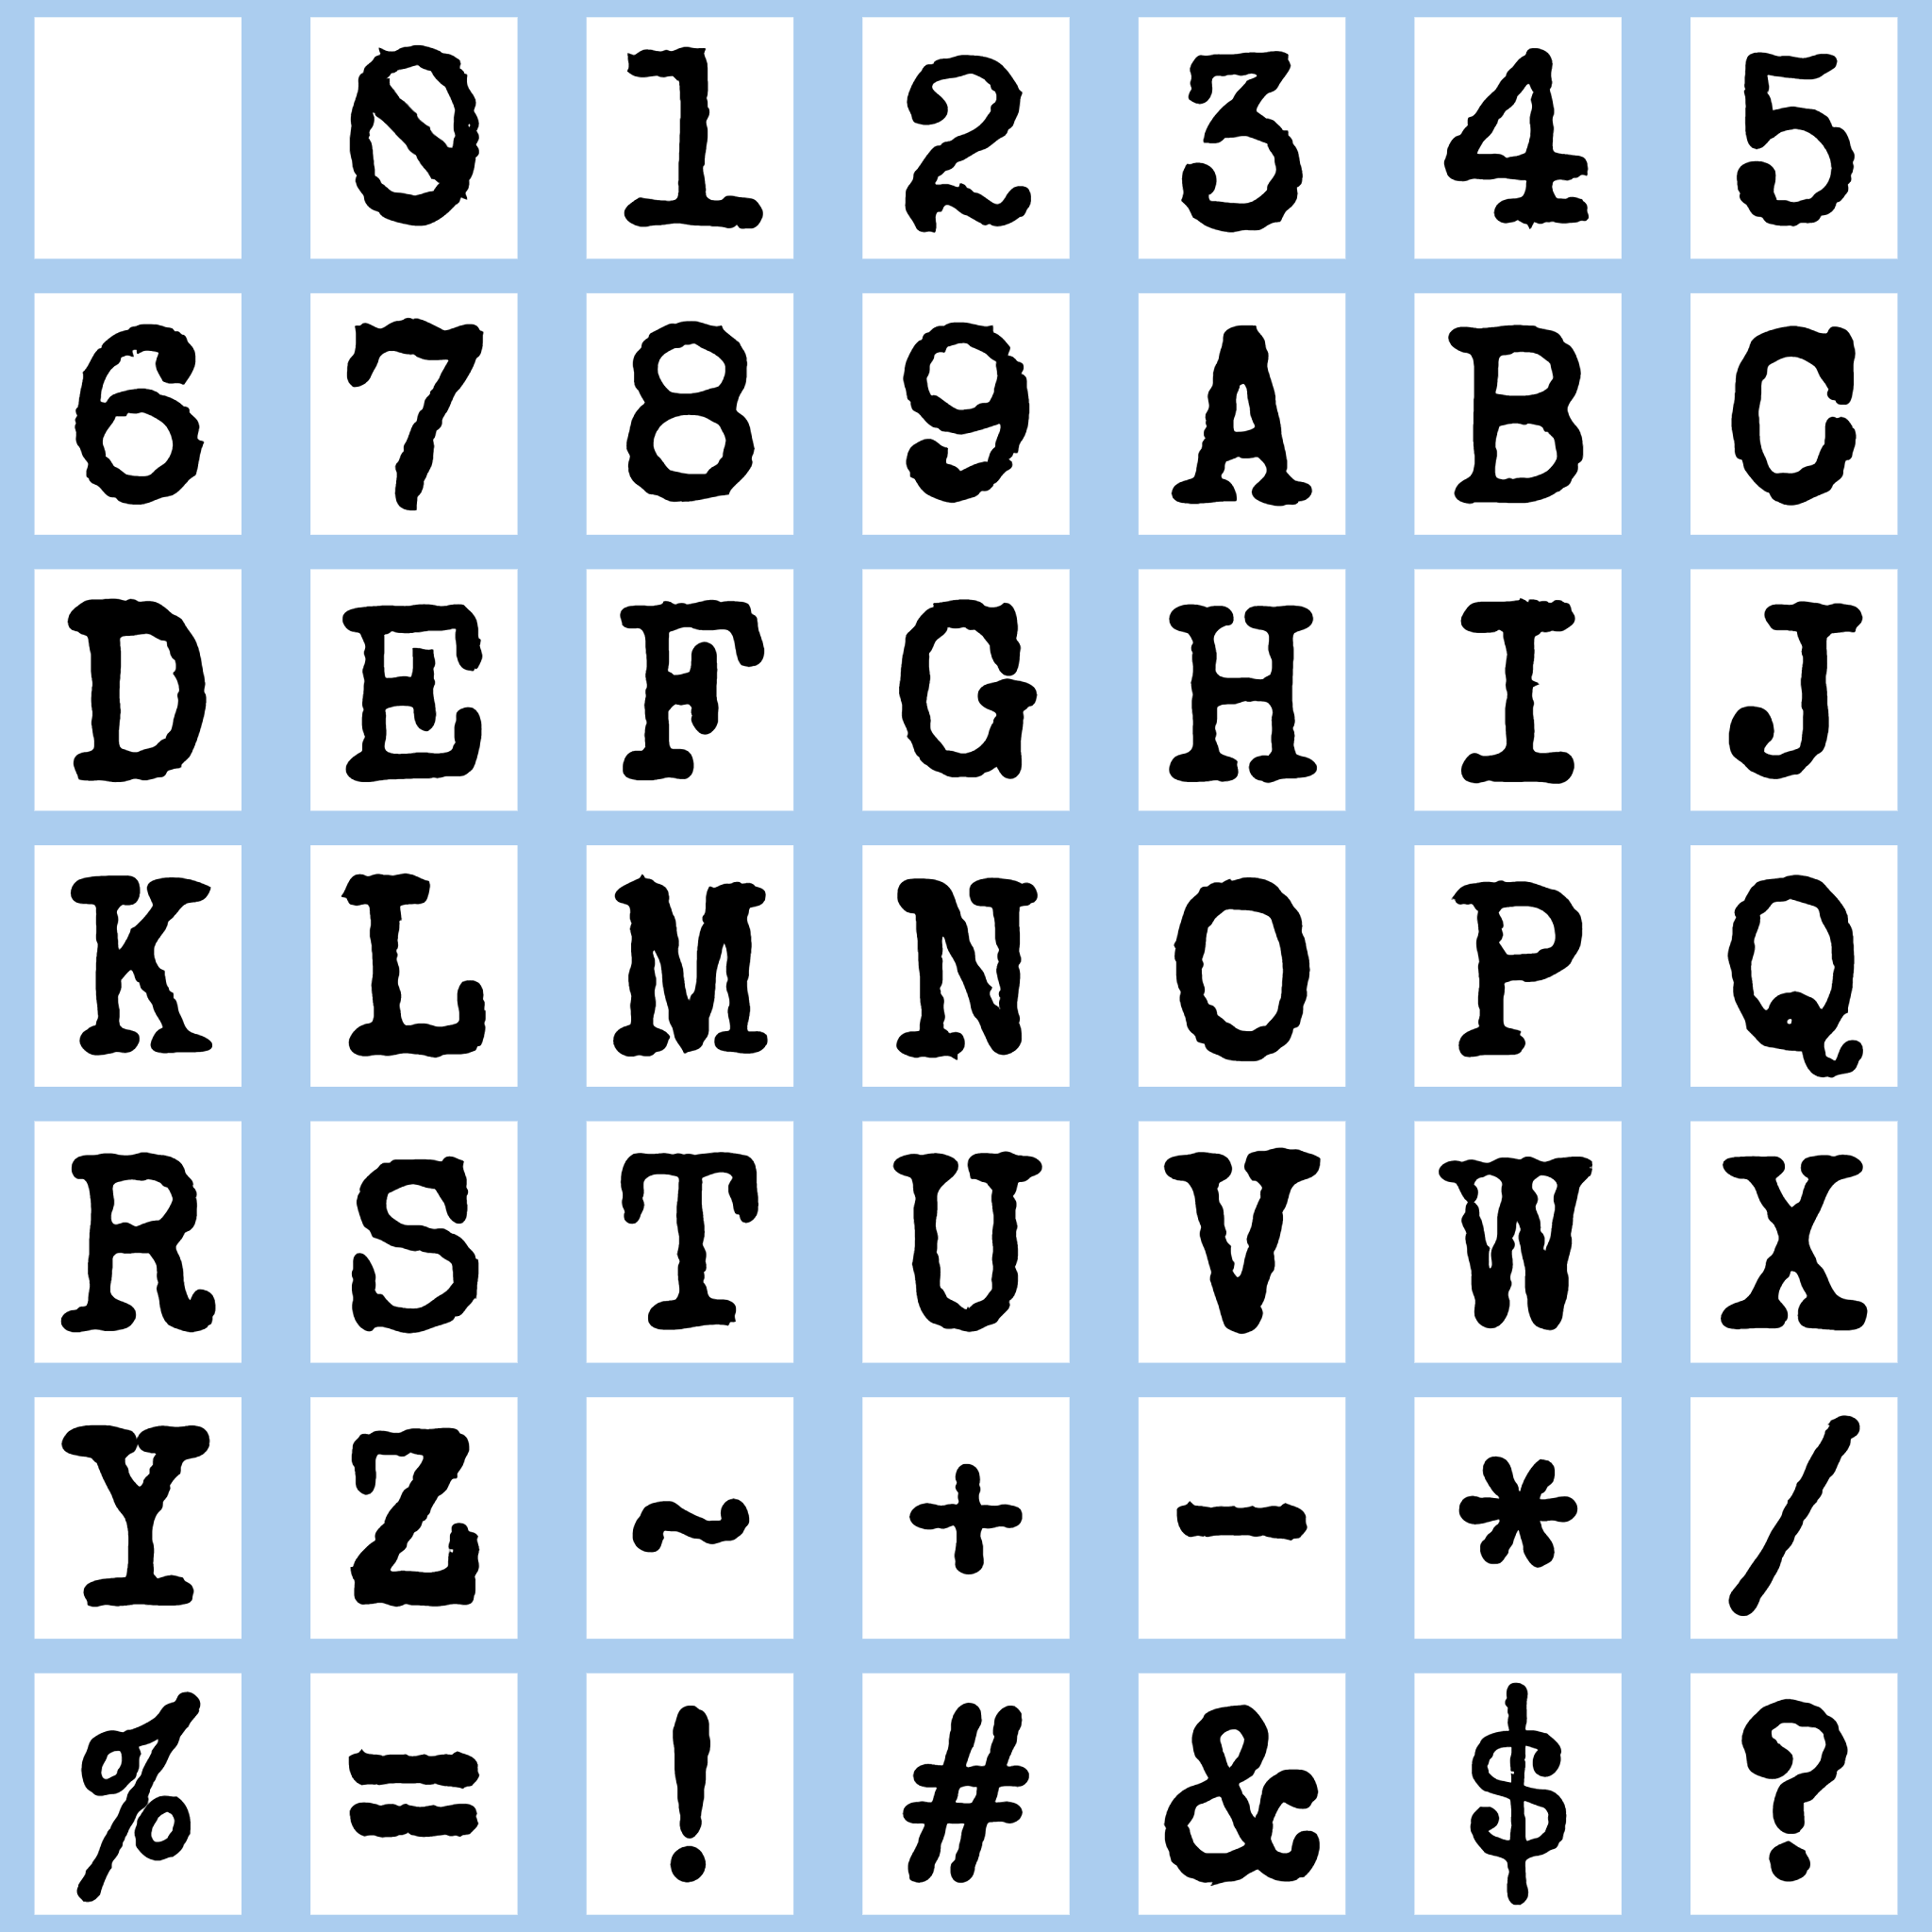 0 1 2 3 4 5
6 7 8 9 A B C
D E F G H I J
K L M N O P Q
R S T U V W X
Y Z ~ + - * /
% = ! # & $ ?